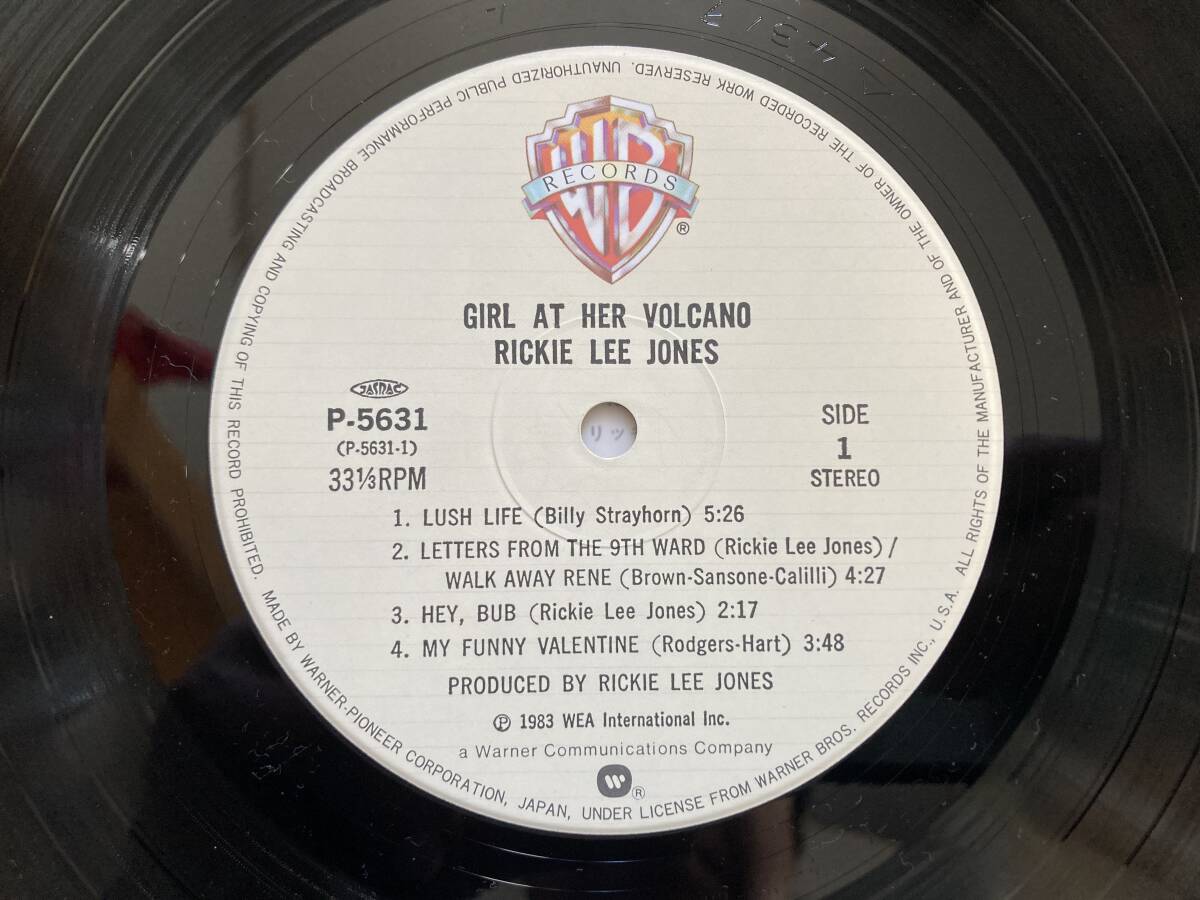 WB
RECORDS
®
GIRL AT HER VOLCANO
RICKIE LEE JONES
JASRAC
P-5631
(P-5631-1)
33⅓RPM
SIDE
1
STEREO
リッ
1. LUSH LIFE (Billy Strayhorn) 5:26
2. LETTERS FROM THE 9TH WARD (Rickie Lee Jones) /
WALK AWAY RENE (Brown-Sansone-Calilli) 4:27
3. HEY, BUB (Rickie Lee Jones) 2:17
4. MY FUNNY VALENTINE (Rodgers-Hart) 3:48
PRODUCED BY RICKIE LEE JONES
Ⓟ 1983 WEA International Inc.
a Warner Communications Company
®
MADE BY WARNER-PIONEER CORPORATION, JAPAN, UNDER LICENSE FROM WARNER BROS. RECORDS INC., U.S.A. ALL RIGHTS OF THE MANUFACTURER AND OF THE OWNER OF THE RECORDED WORK RESERVED. UNAUTHORIZED PUBLIC PERFORMANCE BROADCASTING AND COPYING OF THIS RECORD PROHIBITED.